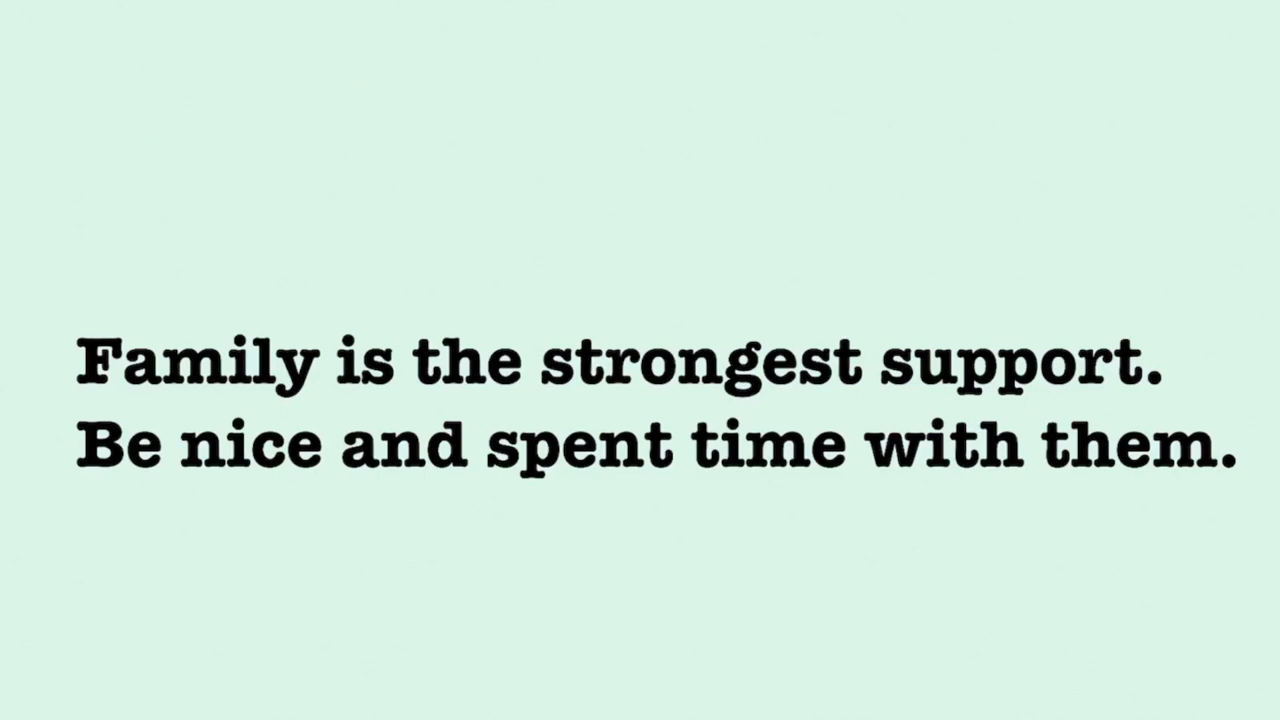 Family is the strongest support.
Be nice and spent time with them.